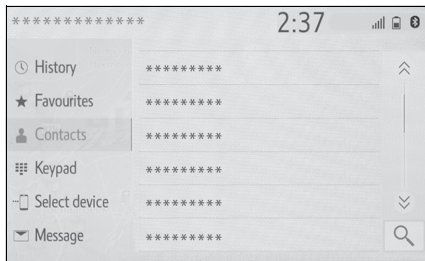 ************* 2:37
History *********
Favourites *********
Contacts *********
Keypad *********
Select device *********
Message *********